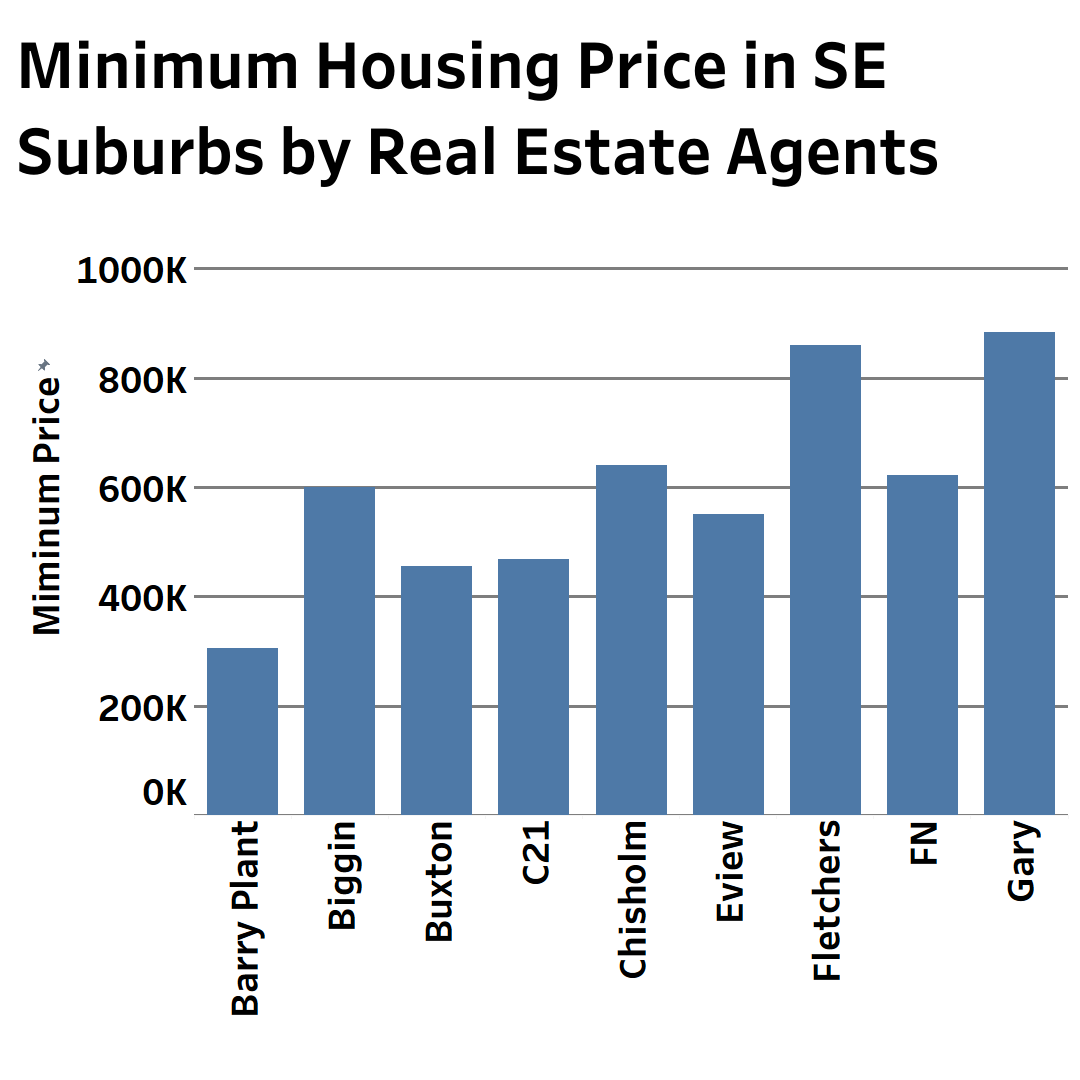 Minimum Housing Price in SE
Suburbs by Real Estate Agents
1000K
800K
600K
400K
200K
0K
Miminum Price
Barry Plant
Biggin
Buxton
C21
Chisholm
Eview
Fletchers
FN
Gary